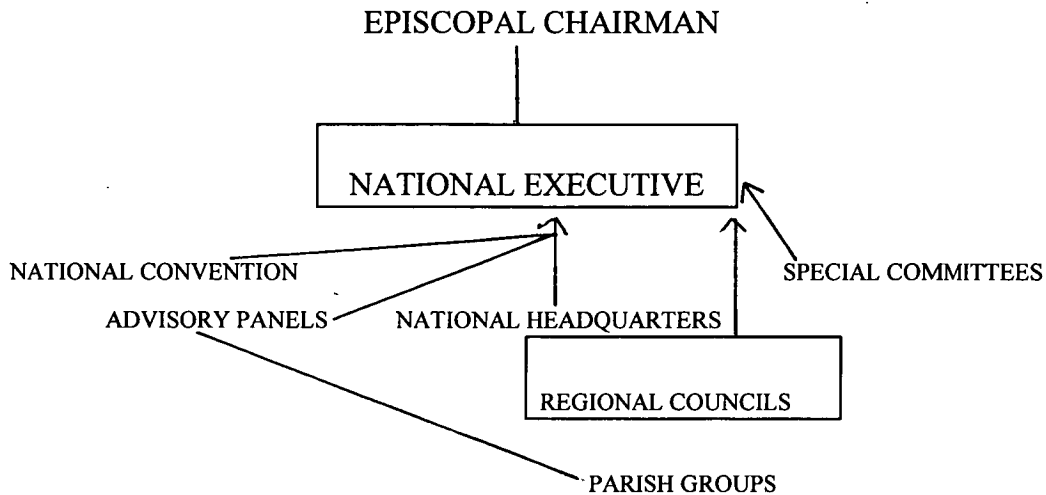 EPISCOPAL CHAIRMAN
NATIONAL EXECUTIVE
NATIONAL CONVENTION
SPECIAL COMMITTEES
ADVISORY PANELS
NATIONAL HEADQUARTERS
REGIONAL COUNCILS
PARISH GROUPS